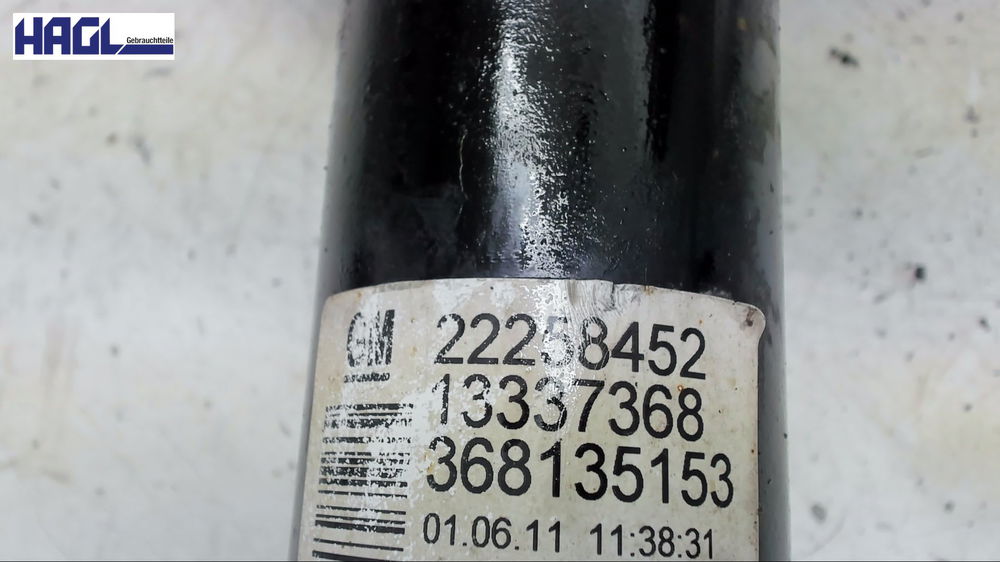 HAGL
Gebrauchtteile
GM
22258452
13337368
368135153
01.06.11 11:38:31